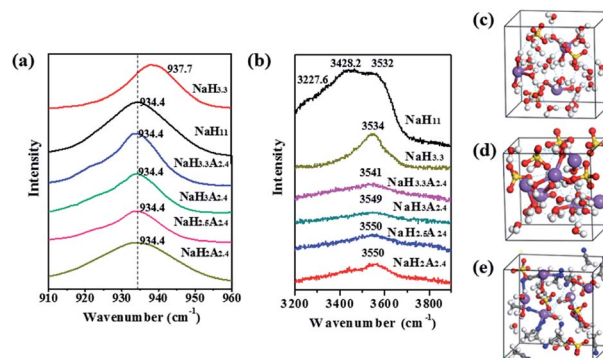 (a)
937.7
NaH3.3
934.4
NaH11
934.4
NaH3.3A2.4
934.4
NaH3A2.4
934.4
NaH2.5A2.4
934.4
NaH2A2.4
Intensity
910 920 930 940 950 960
Wavenumber (cm-1)
(b)
3227.6 3428.2 3532
NaH11
3534
NaH3.3
3541
NaH3.3A2.4
3549
NaH3A2.4
3550
NaH2.5A24
3550
NaH2A2.4
Intensity
3200 3400 3600 3800
Wavenumber (cm-1)
(c)
(d)
(e)